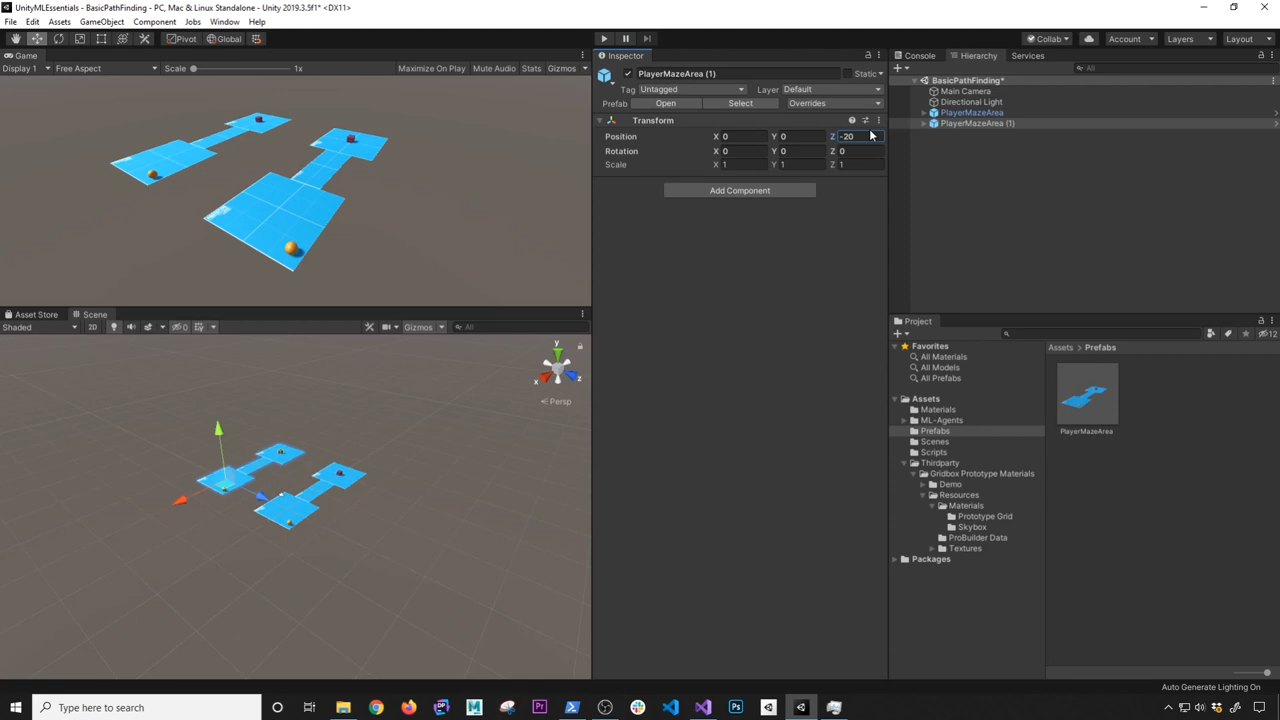 UnityMLEssentials - BasicPathFinding - PC, Mac & Linux Standalone - Unity 2019.3.5f1* <DX11>
File Edit Assets GameObject Component Jobs Window Help
Pivot Global Collab Account Layers Layout
Game
Display 1 Free Aspect Scale 1x Maximize On Play Mute Audio Stats Gizmos
Asset Store Scene
Shaded 2D 0 Gizmos All
y
x z
Persp
Inspector
PlayerMazeArea (1) Static
Tag Untagged Layer Default
Prefab Open Select Overrides
Transform
Position X 0 Y 0 Z -20
Rotation X 0 Y 0 Z 0
Scale X 1 Y 1 Z 1
Add Component
Console Hierarchy Services
All
BasicPathFinding*
Main Camera
Directional Light
PlayerMazeArea
PlayerMazeArea (1)
Project
12
Favorites
All Materials
All Models
All Prefabs
Assets
Materials
ML-Agents
Prefabs
Scenes
Scripts
Thirdparty
Gridbox Prototype Materials
Demo
Resources
Materials
Prototype Grid
Skybox
ProBuilder Data
Textures
Packages
Assets > Prefabs
PlayerMazeArea
Auto Generate Lighting On
Type here to search